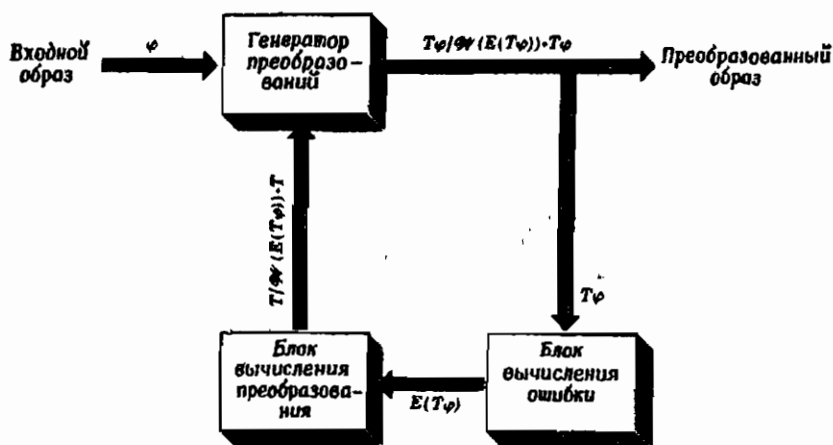 Входной
образ
φ
Генератор
преобразо-
ваний
Tφ/𝒲(E(Tφ))∘Tφ
Преобразованный
образ
T/𝒲(E(Tφ))∘T
Tφ
Блок
вычисления
преобразова-
ния
E(Tφ)
Блок
вычисления
ошибки